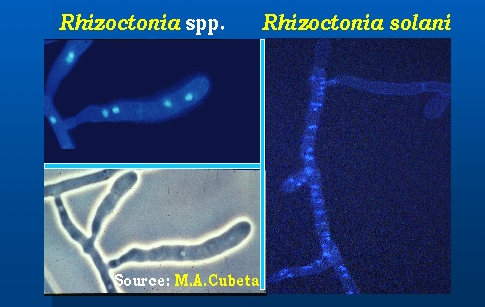 Rhizoctonia spp.
Rhizoctonia solani
Source: M.A.Cubeta